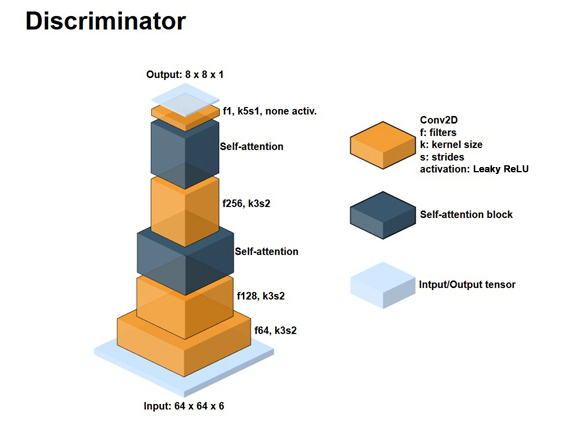 Discriminator
Output: 8 x 8 x 1
f1, k5s1, none activ.
Self-attention
f256, k3s2
Self-attention
f128, k3s2
f64, k3s2
Input: 64 x 64 x 6
Conv2D
f: filters
k: kernel size
s: strides
activation: Leaky ReLU
Self-attention block
Intput/Output tensor